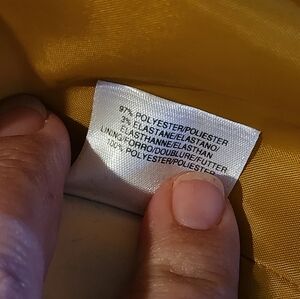 97% POLYESTER/POLIESTER
3% ELASTANE/ELASTANO/
ELASTHANNE/ELASTHAN
LINING/FORRO/DOUBLURE/FUTTER
100% POLYESTER/POLIESTER